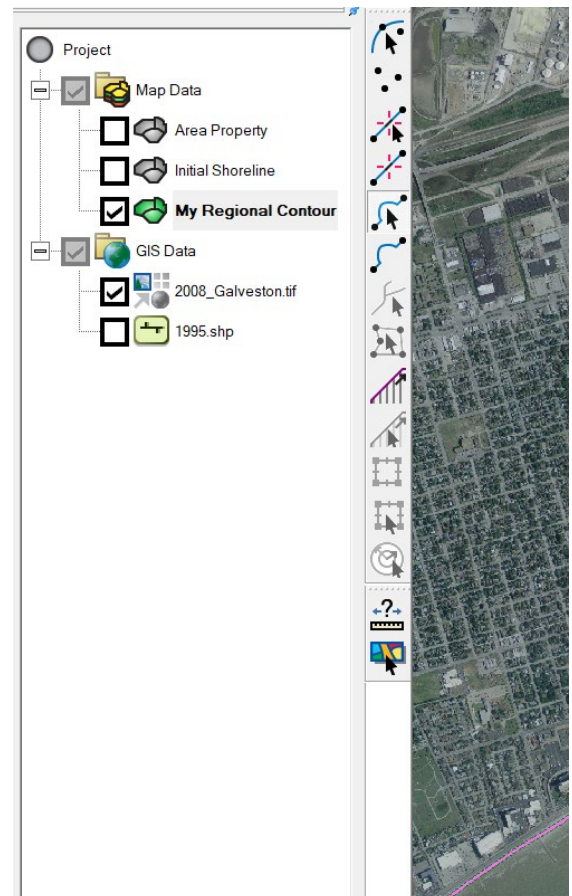 Project
Map Data
Area Property
Initial Shoreline
My Regional Contour
GIS Data
2008_Galveston.tif
1995.shp
?